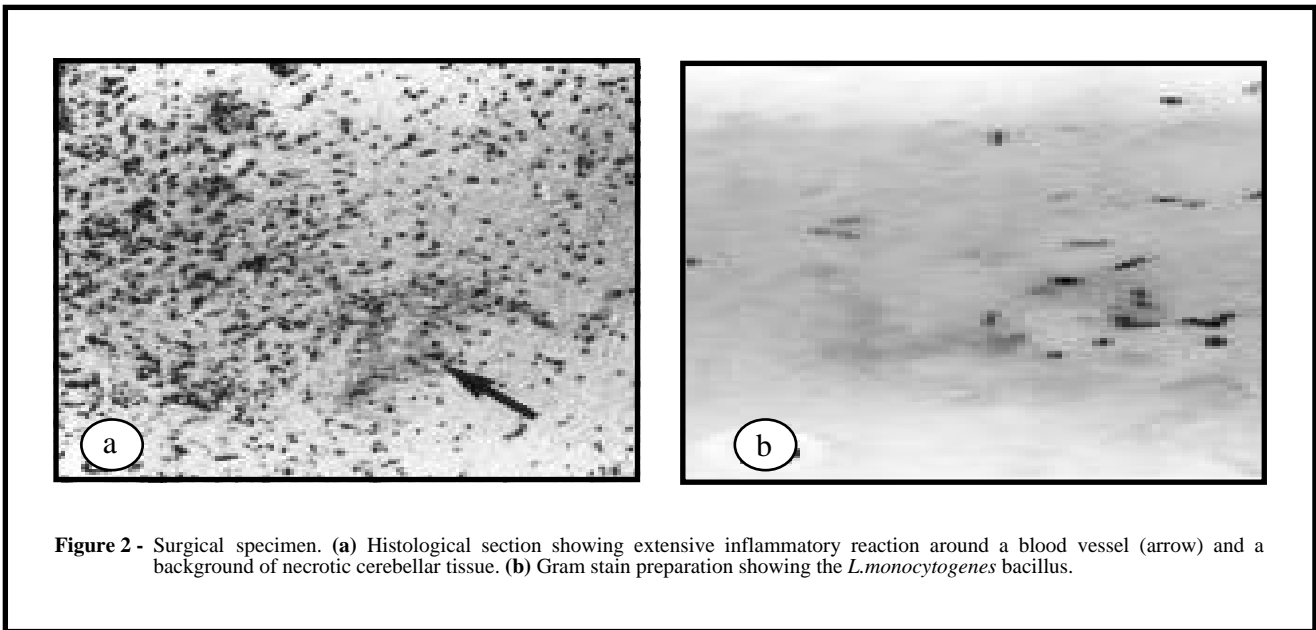 a
b
Figure 2 - Surgical specimen. (a) Histological section showing extensive inflammatory reaction around a blood vessel (arrow) and a
background of necrotic cerebellar tissue. (b) Gram stain preparation showing the L.monocytogenes bacillus.